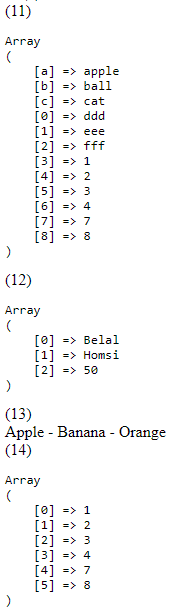 (11)
Array
(
[a] => apple
[b] => ball
[c] => cat
[0] => ddd
[1] => eee
[2] => fff
[3] => 1
[4] => 2
[5] => 3
[6] => 4
[7] => 7
[8] => 8
)
(12)
Array
(
[0] => Belal
[1] => Homsi
[2] => 50
)
(13)
Apple - Banana - Orange
(14)
Array
(
[0] => 1
[1] => 2
[2] => 3
[3] => 4
[4] => 7
[5] => 8
)